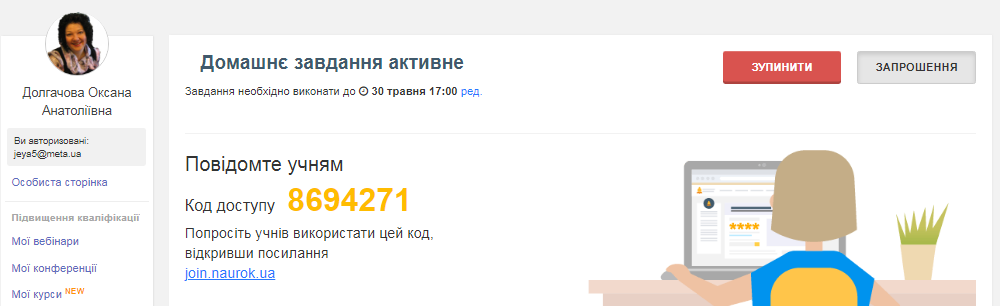 Долгачова Оксана
Анатоліївна
Ви авторизовані:
jeya5@meta.ua
Особиста сторінка
Підвищення кваліфікації
Мої вебінари
Мої конференції
Мої курси NEW
Домашнє завдання активне
ЗУПИНИТИ
ЗАПРОШЕННЯ
Завдання необхідно виконати до 30 травня 17:00 ред.
Повідомте учням
Код доступу 8694271
Попросіть учнів використати цей код,
відкривши посилання
join.naurok.ua